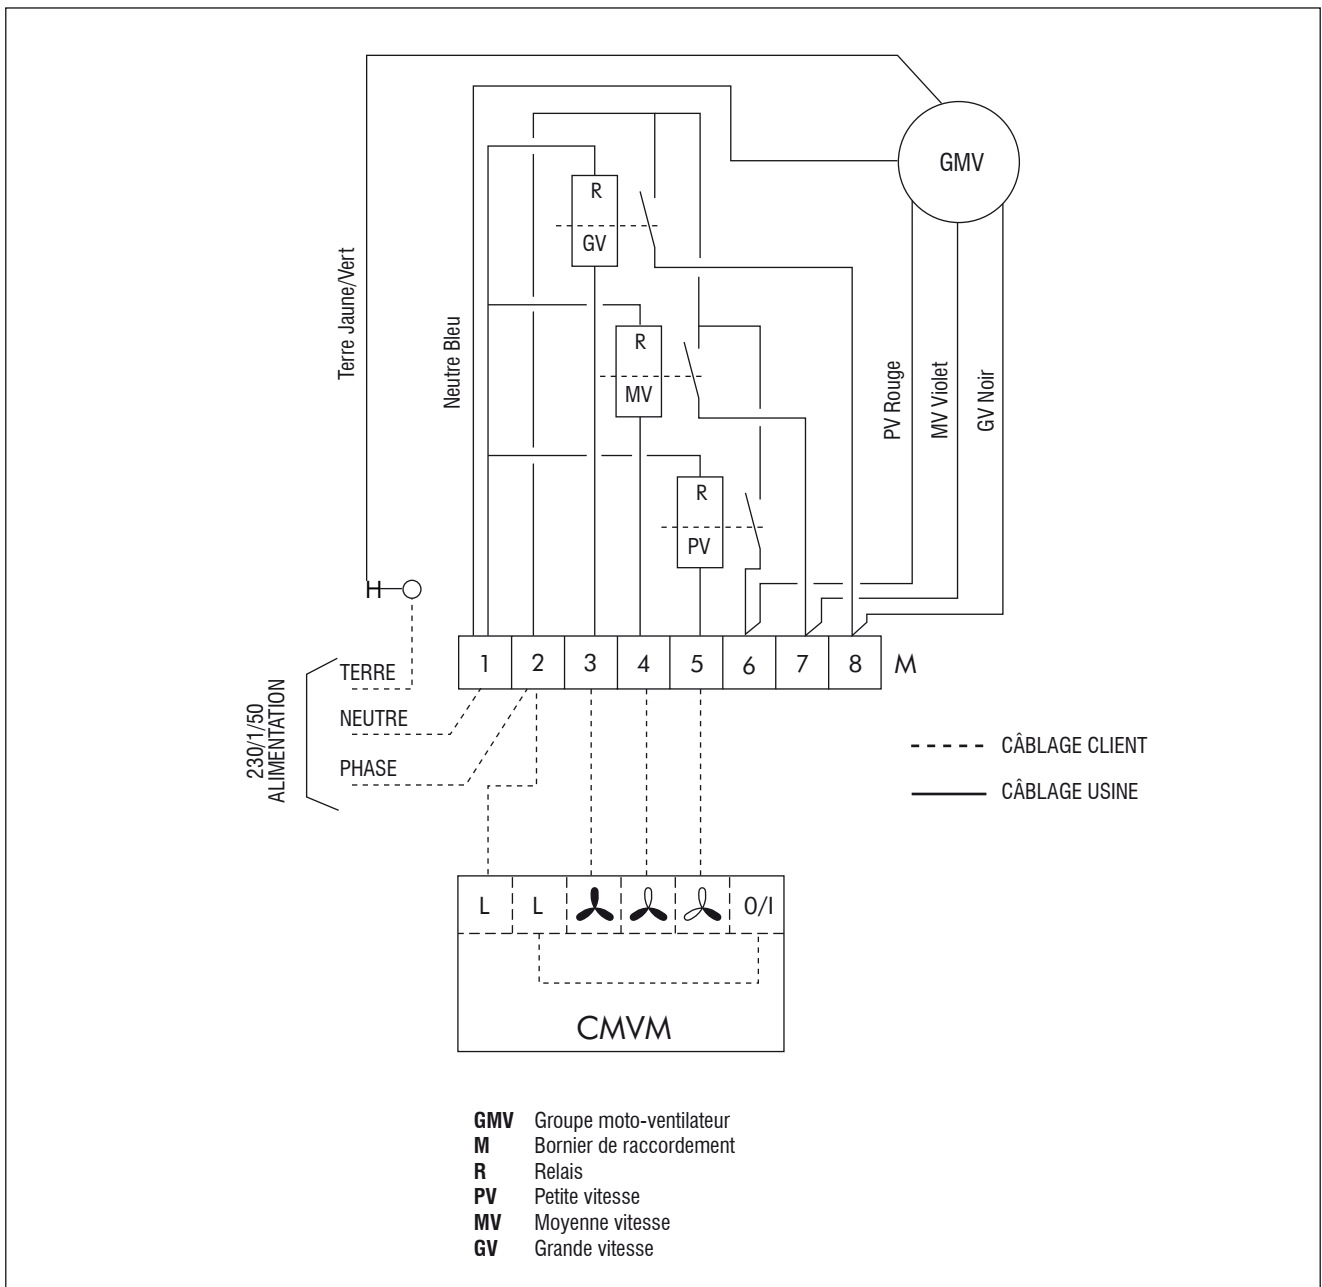 GMV
R
GV
Terre Jaune/Vert
Neutre Bleu
R
MV
PV Rouge
MV Violet
GV Noir
R
PV
1 2 3 4 5 6 7 8 M
230/1/50
ALIMENTATION
TERRE
NEUTRE
PHASE
CÂBLAGE CLIENT
CÂBLAGE USINE
L L 0/I
CMVM
GMV Groupe moto-ventilateur
M Bornier de raccordement
R Relais
PV Petite vitesse
MV Moyenne vitesse
GV Grande vitesse